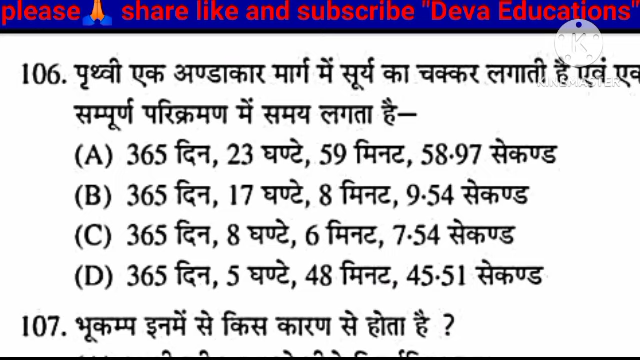 please🙏 share like and subscribe "Deva Educations"
KINEMASTER
106. पृथ्वी एक अण्डाकार मार्ग में सूर्य का चक्कर लगाती है एवं एक
सम्पूर्ण परिक्रमण में समय लगता है—
(A) 365 दिन, 23 घण्टे, 59 मिनट, 58·97 सेकण्ड
(B) 365 दिन, 17 घण्टे, 8 मिनट, 9·54 सेकण्ड
(C) 365 दिन, 8 घण्टे, 6 मिनट, 7·54 सेकण्ड
(D) 365 दिन, 5 घण्टे, 48 मिनट, 45·51 सेकण्ड
107. भूकम्प इनमें से किस कारण से होता है ?